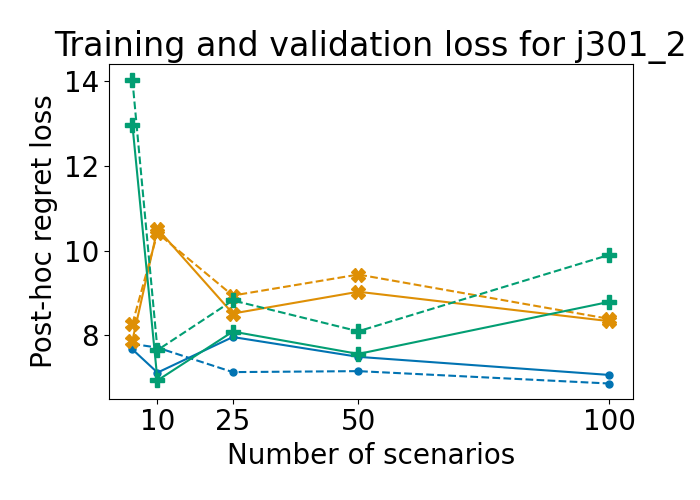 Training and validation loss for j301_2
Post-hoc regret loss
14
12
10
8
10 25 50 100
Number of scenarios